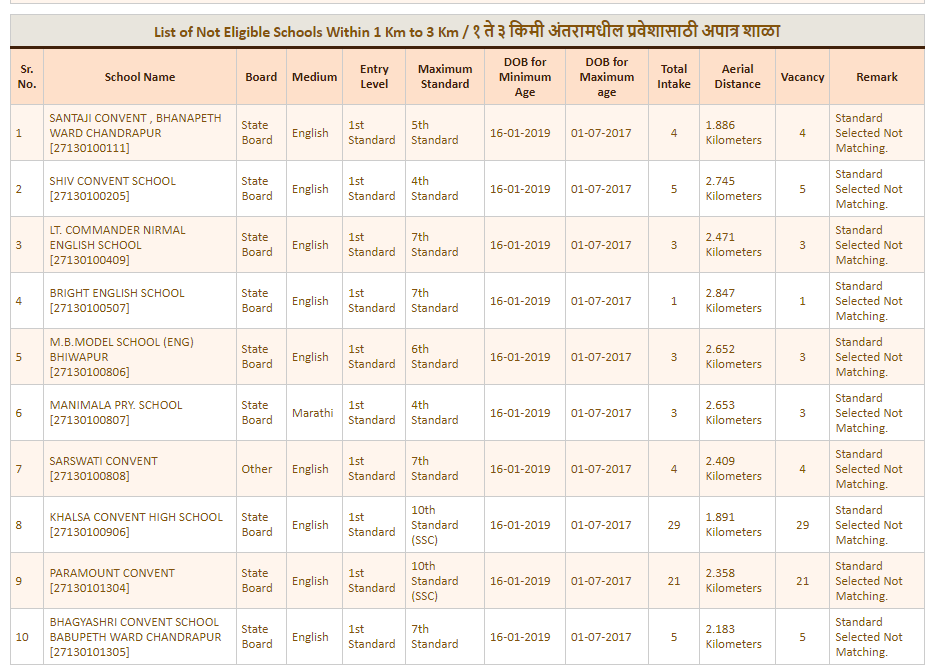 List of Not Eligible Schools Within 1 Km to 3 Km / १ ते ३ किमी अंतरामधील प्रवेशासाठी अपात्र शाळा
Sr. No. School Name Board Medium Entry Level Maximum Standard DOB for Minimum Age DOB for Maximum age Total Intake Aerial Distance Vacancy Remark
1 SANTAJI CONVENT , BHANAPETH WARD CHANDRAPUR [27130100111] State Board English 1st Standard 5th Standard 16-01-2019 01-07-2017 4 1.886 Kilometers 4 Standard Selected Not Matching.
2 SHIV CONVENT SCHOOL [27130100205] State Board English 1st Standard 4th Standard 16-01-2019 01-07-2017 5 2.745 Kilometers 5 Standard Selected Not Matching.
3 LT. COMMANDER NIRMAL ENGLISH SCHOOL [27130100409] State Board English 1st Standard 7th Standard 16-01-2019 01-07-2017 3 2.471 Kilometers 3 Standard Selected Not Matching.
4 BRIGHT ENGLISH SCHOOL [27130100507] State Board English 1st Standard 7th Standard 16-01-2019 01-07-2017 1 2.847 Kilometers 1 Standard Selected Not Matching.
5 M.B.MODEL SCHOOL (ENG) BHIWAPUR [27130100806] State Board English 1st Standard 6th Standard 16-01-2019 01-07-2017 3 2.652 Kilometers 3 Standard Selected Not Matching.
6 MANIMALA PRY. SCHOOL [27130100807] State Board Marathi 1st Standard 4th Standard 16-01-2019 01-07-2017 3 2.653 Kilometers 3 Standard Selected Not Matching.
7 SARSWATI CONVENT [27130100808] Other English 1st Standard 7th Standard 16-01-2019 01-07-2017 4 2.409 Kilometers 4 Standard Selected Not Matching.
8 KHALSA CONVENT HIGH SCHOOL [27130100906] State Board English 1st Standard 10th Standard (SSC) 16-01-2019 01-07-2017 29 1.891 Kilometers 29 Standard Selected Not Matching.
9 PARAMOUNT CONVENT [27130101304] State Board English 1st Standard 10th Standard (SSC) 16-01-2019 01-07-2017 21 2.358 Kilometers 21 Standard Selected Not Matching.
10 BHAGYASHRI CONVENT SCHOOL BABUPETH WARD CHANDRAPUR [27130101305] State Board English 1st Standard 7th Standard 16-01-2019 01-07-2017 5 2.183 Kilometers 5 Standard Selected Not Matching.